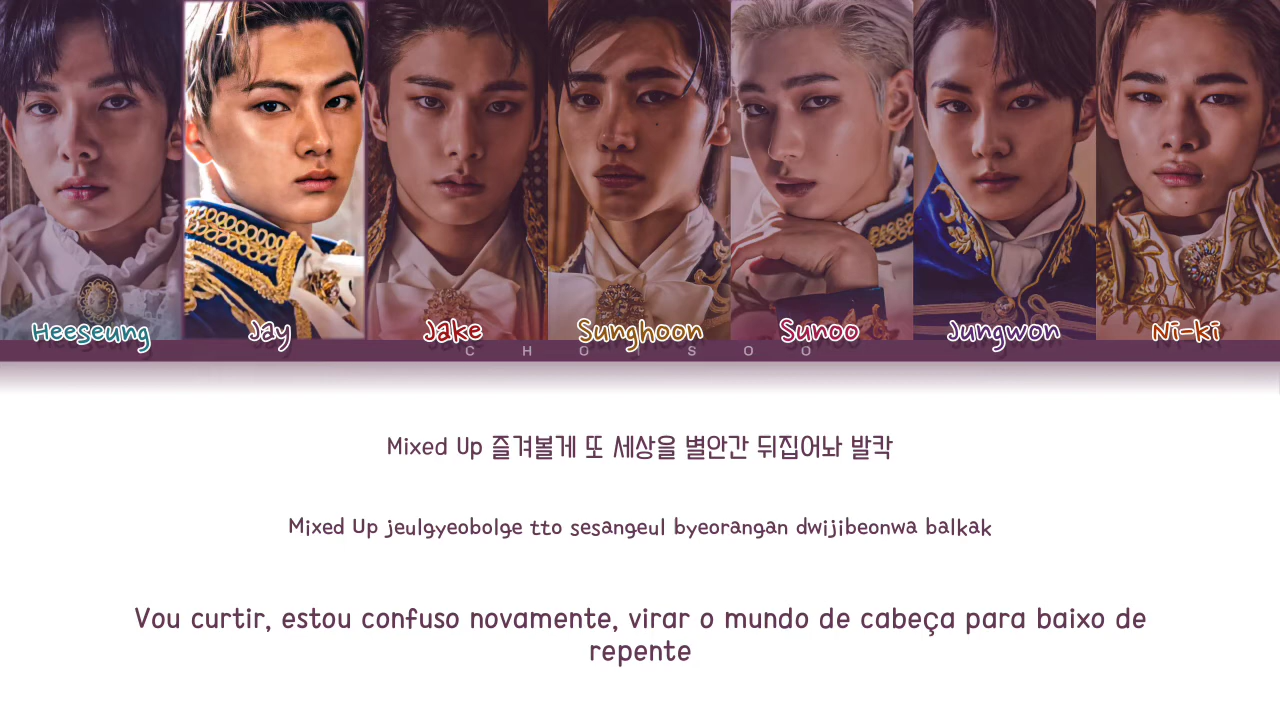 Heeseung Jay Jake Sunghoon Sunoo Jungwon Ni-ki
CHOISOO
Mixed Up 즐겨볼게 또 세상을 별안간 뒤집어놔 발칵
Mixed Up jeulgyeobolge tto sesangeul byeorangan dwijibeonwa balkak
Vou curtir, estou confuso novamente, virar o mundo de cabeça para baixo de
repente